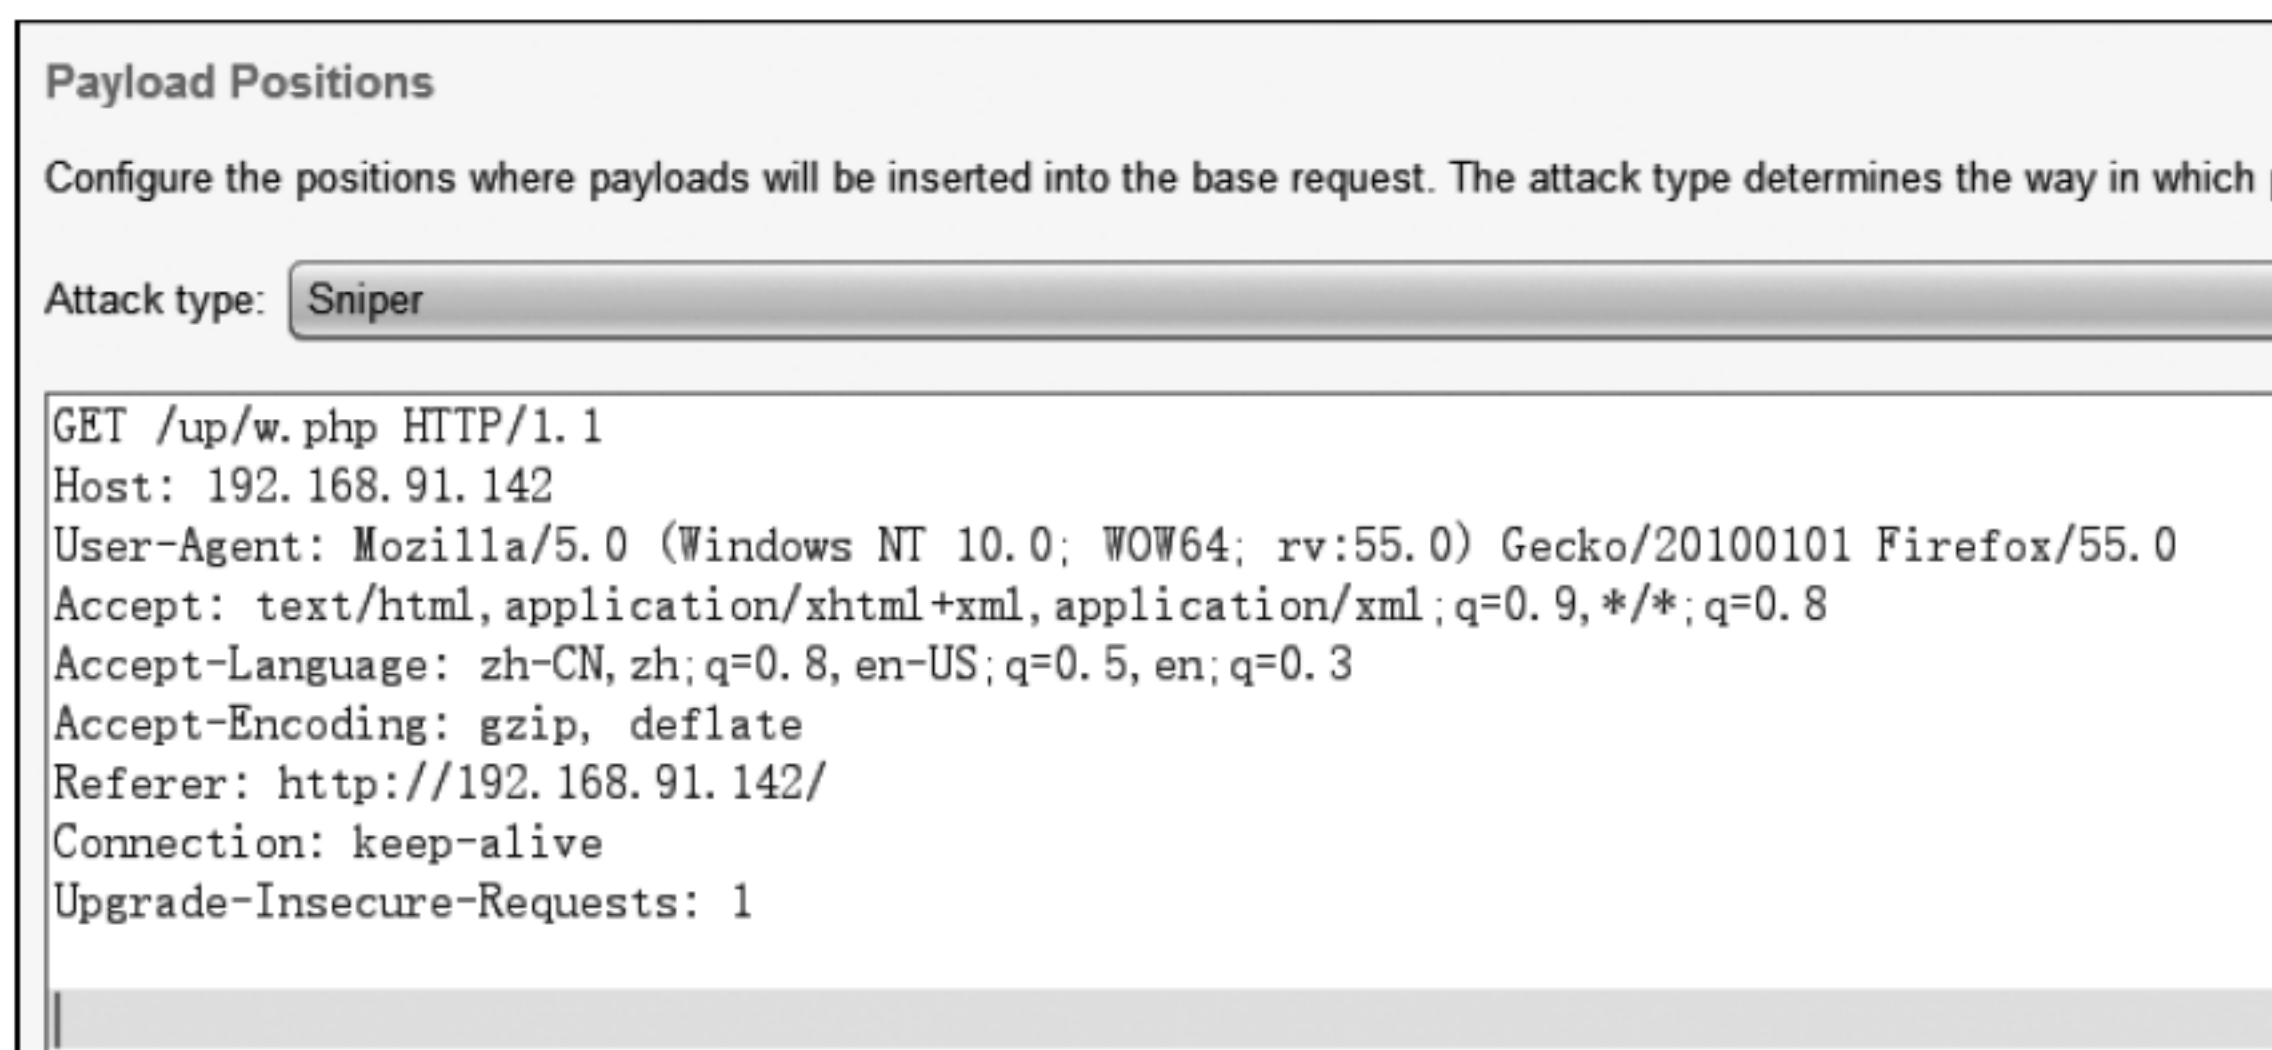 Payload Positions
Configure the positions where payloads will be inserted into the base request. The attack type determines the way in which
Attack type: Sniper
GET /up/w.php HTTP/1.1
Host: 192.168.91.142
User-Agent: Mozilla/5.0 (Windows NT 10.0; WOW64; rv:55.0) Gecko/20100101 Firefox/55.0
Accept: text/html,application/xhtml+xml,application/xml;q=0.9,*/*;q=0.8
Accept-Language: zh-CN,zh;q=0.8,en-US;q=0.5,en;q=0.3
Accept-Encoding: gzip, deflate
Referer: http://192.168.91.142/
Connection: keep-alive
Upgrade-Insecure-Requests: 1